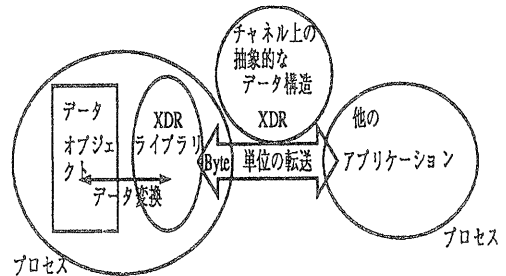 チャネル上の
抽象的な
データ構造
XDR
データ
オブジェ
クト
XDR
ライブラリ
データ変換
Byte 単位の転送
他の
アプリケーション
プロセス
プロセス